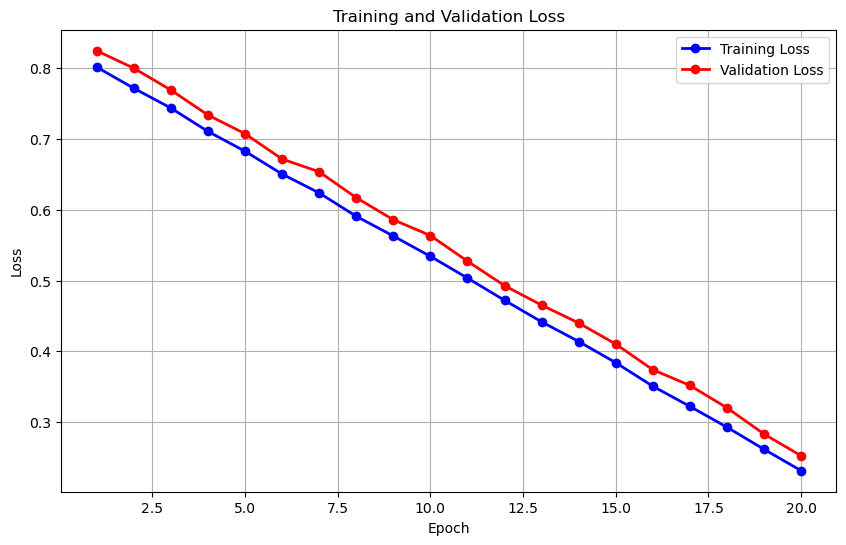 Training and Validation Loss
Training Loss
Validation Loss
Loss
0.8
0.7
0.6
0.5
0.4
0.3
2.5 5.0 7.5 10.0 12.5 15.0 17.5 20.0
Epoch